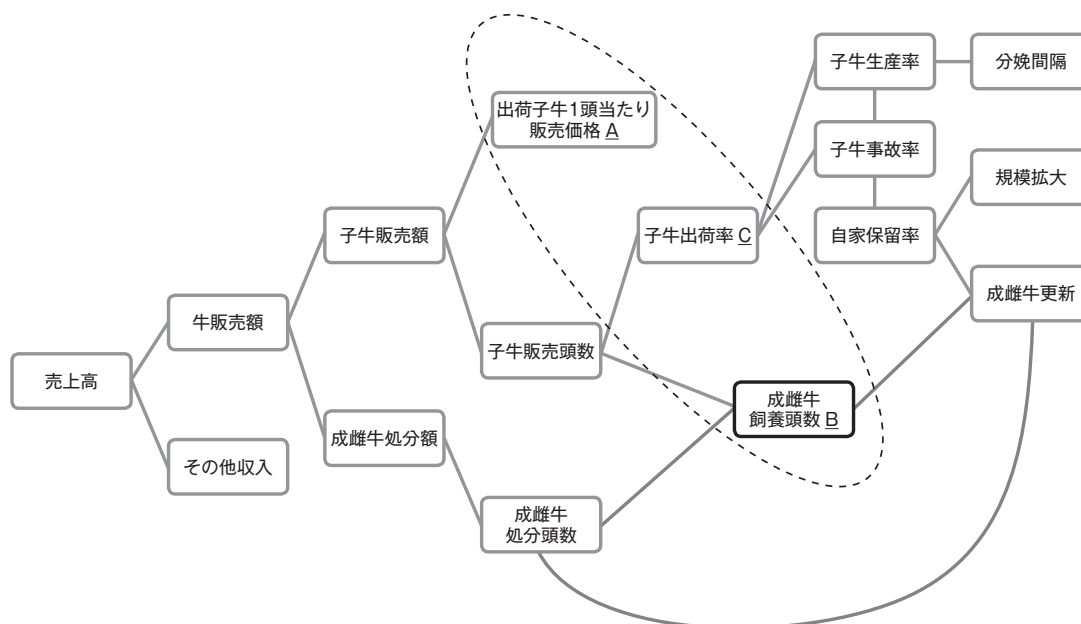 売上高
牛販売額
その他収入
子牛販売額
成雌牛処分額
出荷子牛1頭当たり
販売価格 A
子牛販売頭数
成雌牛
処分頭数
子牛出荷率 C
成雌牛
飼養頭数 B
子牛生産率
子牛事故率
自家保留率
分娩間隔
規模拡大
成雌牛更新